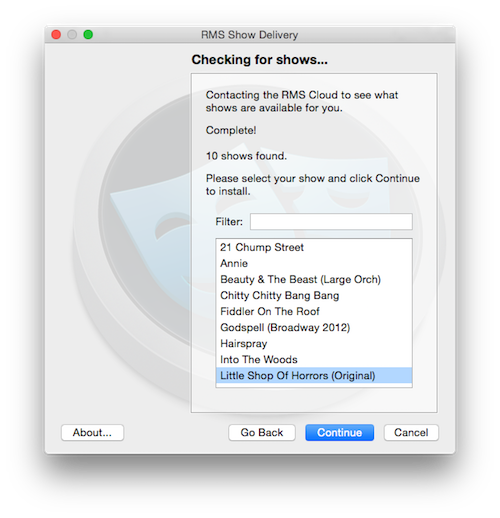 RMS Show Delivery
Checking for shows...
Contacting the RMS Cloud to see what
shows are available for you.
Complete!
10 shows found.
Please select your show and click Continue
to install.
Filter:
21 Chump Street
Annie
Beauty & The Beast (Large Orch)
Chitty Chitty Bang Bang
Fiddler On The Roof
Godspell (Broadway 2012)
Hairspray
Into The Woods
Little Shop Of Horrors (Original)
About... Go Back Continue Cancel